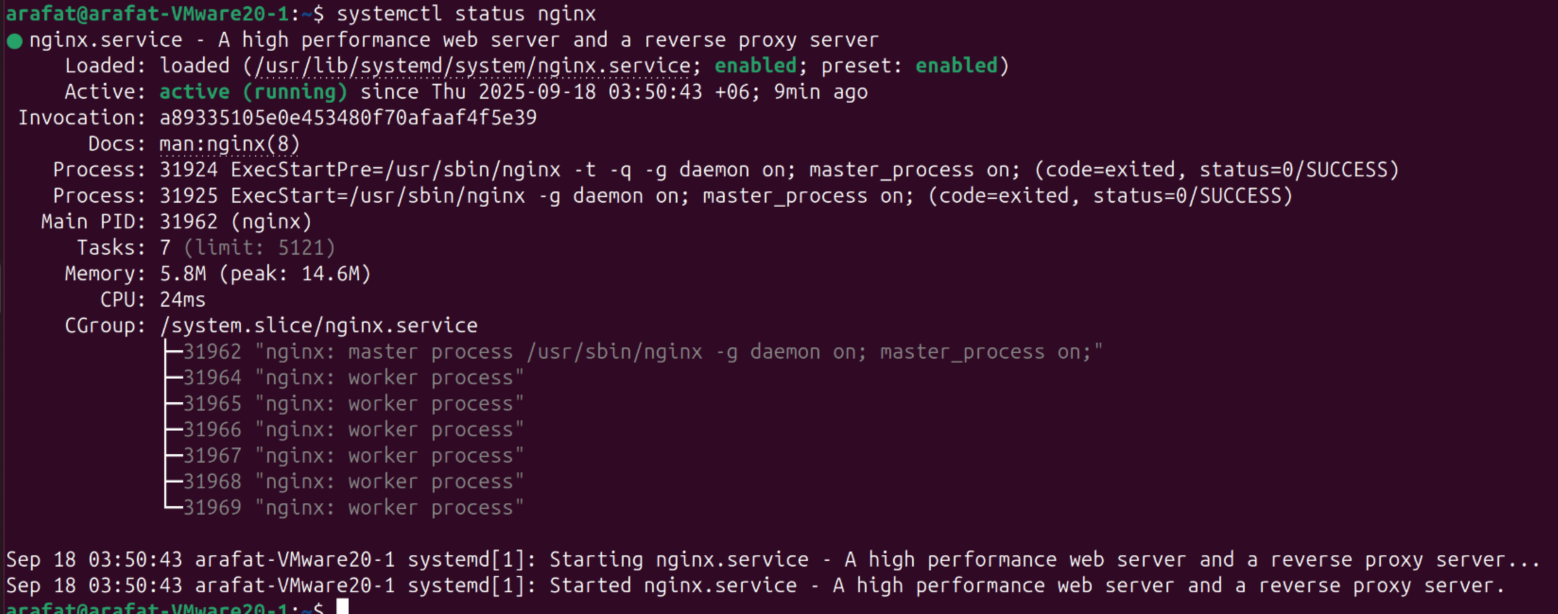 arafat@arafat-VMware20-1:~$ systemctl status nginx
● nginx.service - A high performance web server and a reverse proxy server
Loaded: loaded (/usr/lib/systemd/system/nginx.service; enabled; preset: enabled)
Active: active (running) since Thu 2025-09-18 03:50:43 +06; 9min ago
Invocation: a89335105e0e453480f70afaaf4f5e39
Docs: man:nginx(8)
Process: 31924 ExecStartPre=/usr/sbin/nginx -t -q -g daemon on; master_process on; (code=exited, status=0/SUCCESS)
Process: 31925 ExecStart=/usr/sbin/nginx -g daemon on; master_process on; (code=exited, status=0/SUCCESS)
Main PID: 31962 (nginx)
Tasks: 7 (limit: 5121)
Memory: 5.8M (peak: 14.6M)
CPU: 24ms
CGroup: /system.slice/nginx.service
├─31962 "nginx: master process /usr/sbin/nginx -g daemon on; master_process on;"
├─31964 "nginx: worker process"
├─31965 "nginx: worker process"
├─31966 "nginx: worker process"
├─31967 "nginx: worker process"
├─31968 "nginx: worker process"
└─31969 "nginx: worker process"
Sep 18 03:50:43 arafat-VMware20-1 systemd[1]: Starting nginx.service - A high performance web server and a reverse proxy server...
Sep 18 03:50:43 arafat-VMware20-1 systemd[1]: Started nginx.service - A high performance web server and a reverse proxy server.
arafat@arafat-VMware20-1:~$